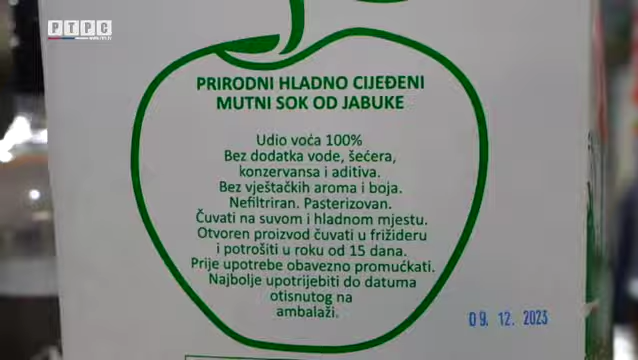 РТРС
PRIRODNI HLADNO CIJEĐENI
MUTNI SOK OD JABUKE
Udio voća 100%
Bez dodatka vode, šećera,
konzervansa i aditiva.
Bez vještačkih aroma i boja.
Nefiltriran. Pasterizovan.
Čuvati na suvom i hladnom mjestu.
Otvoren proizvod čuvati u frižideru
i potrošiti u roku od 15 dana.
Prije upotrebe obavezno promućkati.
Najbolje upotrijebiti do datuma
otisnutog na
ambalaži.
09. 12. 2023